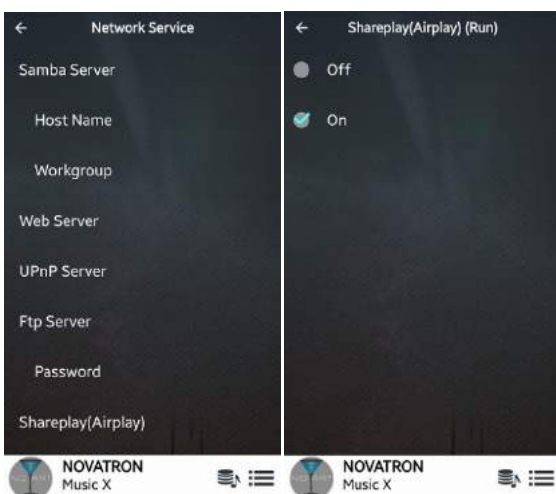 Network Service
Samba Server
Host Name
Workgroup
Web Server
UPnP Server
Ftp Server
Password
Shareplay(Airplay)
NOVATRON
Music X
Shareplay(Airplay) (Run)
Off
On
NOVATRON
Music X